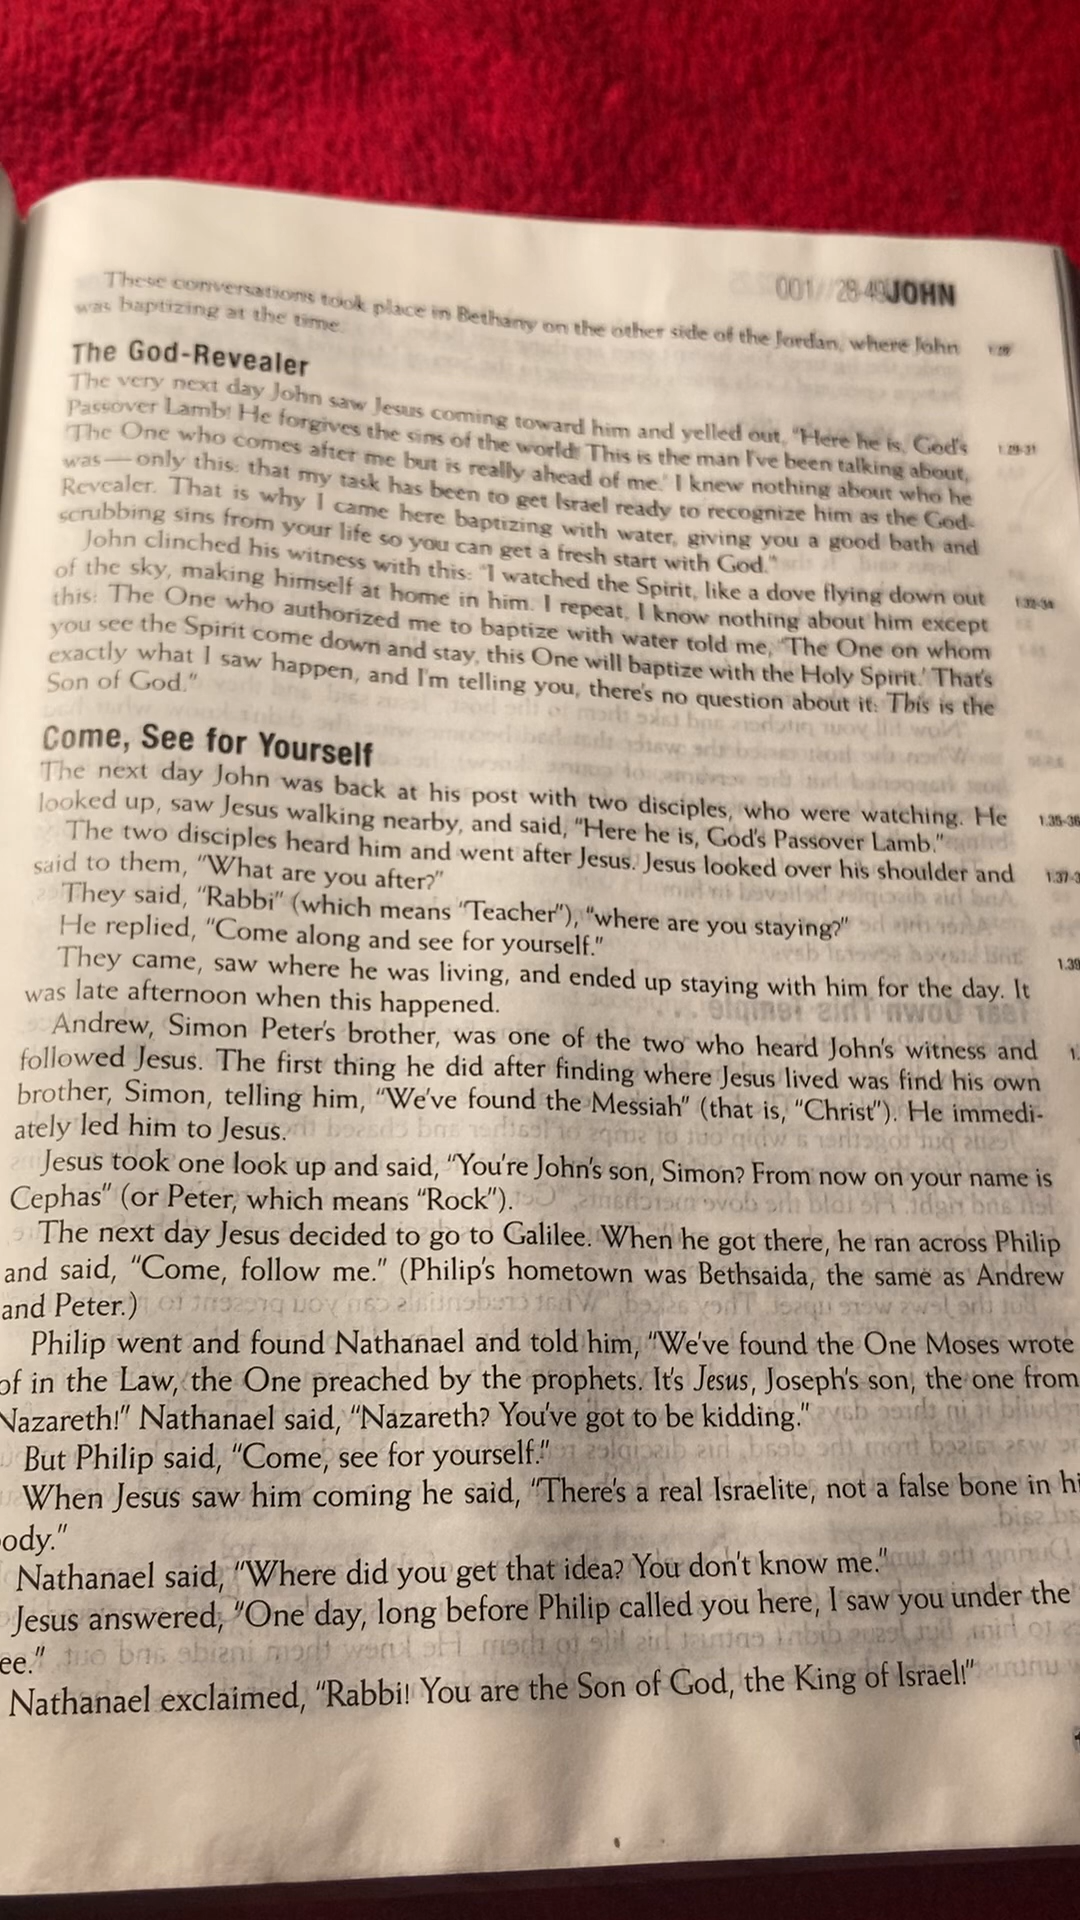 001//28-49 JOHN
These conversations took place in Bethany on the other side of the Jordan, where John
1.28
was baptizing at the time.
The God-Revealer
The very next day John saw Jesus coming toward him and yelled out, "Here he is, God's
1.29-31
Passover Lamb! He forgives the sins of the world! This is the man I've been talking about,
'The One who comes after me but is really ahead of me.' I knew nothing about who he
was—only this: that my task has been to get Israel ready to recognize him as the God-
Revealer. That is why I came here baptizing with water, giving you a good bath and
scrubbing sins from your life so you can get a fresh start with God."
John clinched his witness with this: "I watched the Spirit, like a dove flying down out
1.32-34
of the sky, making himself at home in him. I repeat, I know nothing about him except
this: The One who authorized me to baptize with water told me, 'The One on whom
you see the Spirit come down and stay, this One will baptize with the Holy Spirit.' That's
exactly what I saw happen, and I'm telling you, there's no question about it: This is the
Son of God."
Come, See for Yourself
The next day John was back at his post with two disciples, who were watching. He
1.35-36
looked up, saw Jesus walking nearby, and said, "Here he is, God's Passover Lamb."
The two disciples heard him and went after Jesus. Jesus looked over his shoulder and
1.37-3
said to them, "What are you after?"
They said, "Rabbi" (which means "Teacher"), "where are you staying?"
He replied, "Come along and see for yourself."
They came, saw where he was living, and ended up staying with him for the day. It
1.39
was late afternoon when this happened.
Andrew, Simon Peter's brother, was one of the two who heard John's witness and
1.
followed Jesus. The first thing he did after finding where Jesus lived was find his own
brother, Simon, telling him, "We've found the Messiah" (that is, "Christ"). He immedi-
ately led him to Jesus.
Jesus took one look up and said, "You're John's son, Simon? From now on your name is
Cephas" (or Peter, which means "Rock").
The next day Jesus decided to go to Galilee. When he got there, he ran across Philip
and said, "Come, follow me." (Philip's hometown was Bethsaida, the same as Andrew
and Peter.)
Philip went and found Nathanael and told him, "We've found the One Moses wrote
of in the Law, the One preached by the prophets. It's Jesus, Joseph's son, the one from
Nazareth!" Nathanael said, "Nazareth? You've got to be kidding."
But Philip said, "Come, see for yourself."
When Jesus saw him coming he said, "There's a real Israelite, not a false bone in hi
ody."
Nathanael said, "Where did you get that idea? You don't know me."
Jesus answered, "One day, long before Philip called you here, I saw you under the
ee."
Nathanael exclaimed, "Rabbi! You are the Son of God, the King of Israel!"